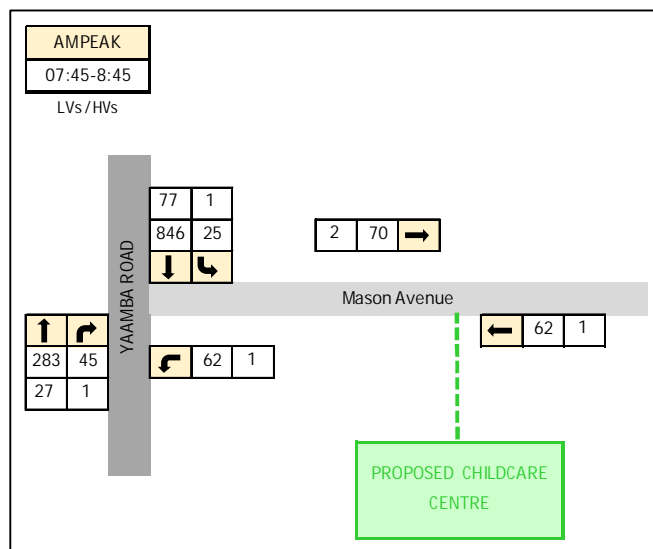 AMPEAK
07:45-8:45
LVs/HVs
77 1
846 25
2 70
YAAMBA ROAD
Mason Avenue
62 1
283 45
27 1
62 1
PROPOSED CHILDCARE
CENTRE